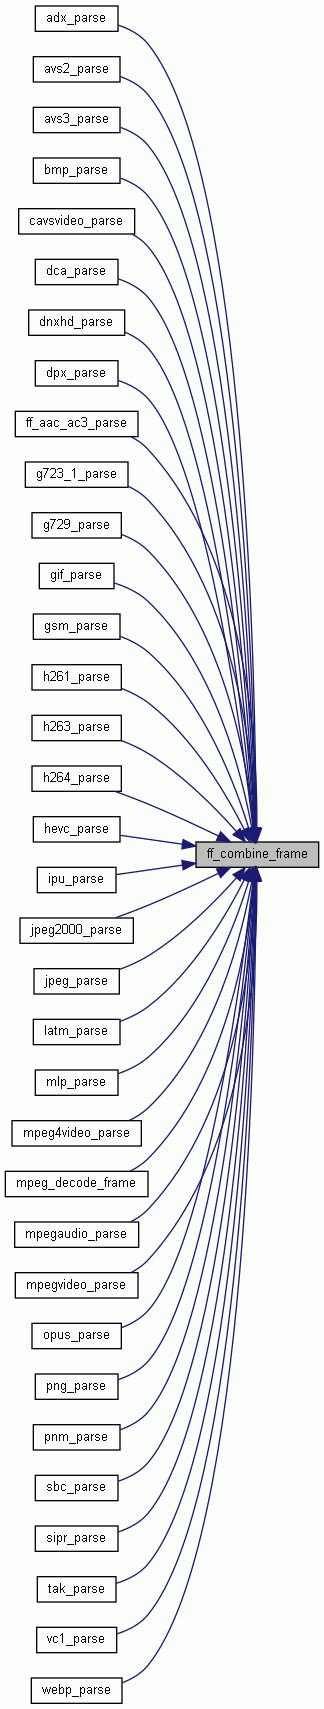 adx_parse
avs2_parse
avs3_parse
bmp_parse
cavsvideo_parse
dca_parse
dnxhd_parse
dpx_parse
ff_aac_ac3_parse
g723_1_parse
g729_parse
gif_parse
gsm_parse
h261_parse
h263_parse
h264_parse
hevc_parse
ff_combine_frame
ipu_parse
jpeg2000_parse
jpeg_parse
latm_parse
mlp_parse
mpeg4video_parse
mpeg_decode_frame
mpegaudio_parse
mpegvideo_parse
opus_parse
png_parse
pnm_parse
sbc_parse
sipr_parse
tak_parse
vc1_parse
webp_parse